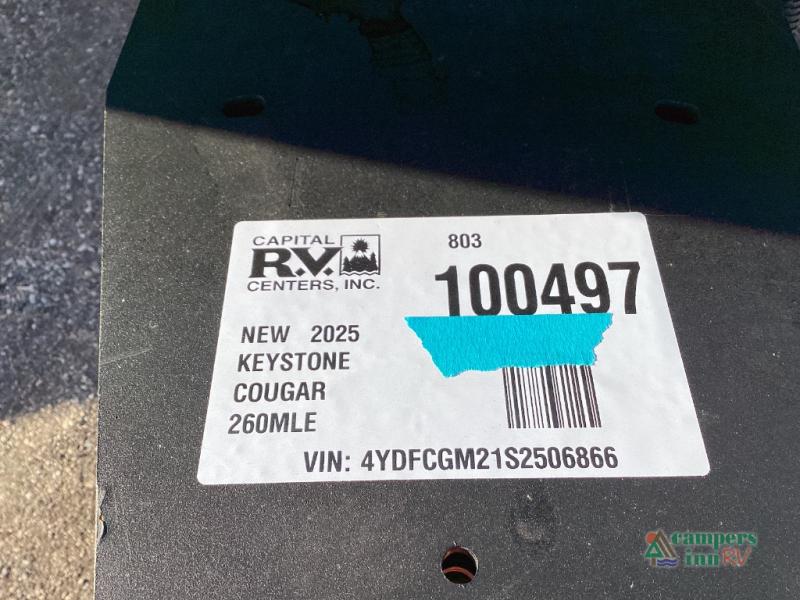 CAPITAL
R.V.
CENTERS, INC.
803
100497
NEW 2025
KEYSTONE
COUGAR
260MLE
VIN: 4YDFCGM21S2506866
campers
inn RV